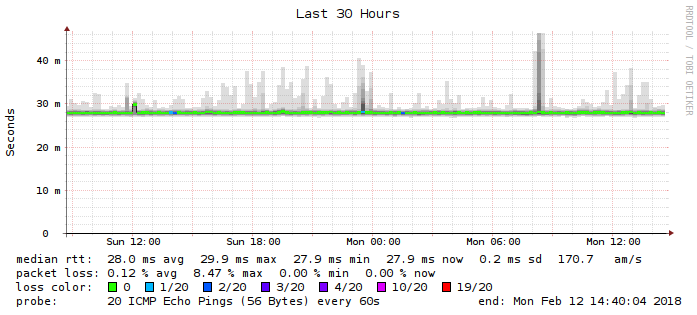 Last 30 Hours
RRDTOOL / TOBI OETIKER
Seconds
40 m
30 m
20 m
10 m
0
Sun 12:00 Sun 18:00 Mon 00:00 Mon 06:00 Mon 12:00
median rtt: 28.0 ms avg 29.9 ms max 27.9 ms min 27.9 ms now 0.2 ms sd 170.7 am/s
packet loss: 0.12 % avg 8.47 % max 0.00 % min 0.00 % now
loss color: 0 1/20 2/20 3/20 4/20 10/20 19/20
probe: 20 ICMP Echo Pings (56 Bytes) every 60s end: Mon Feb 12 14:40:04 2018